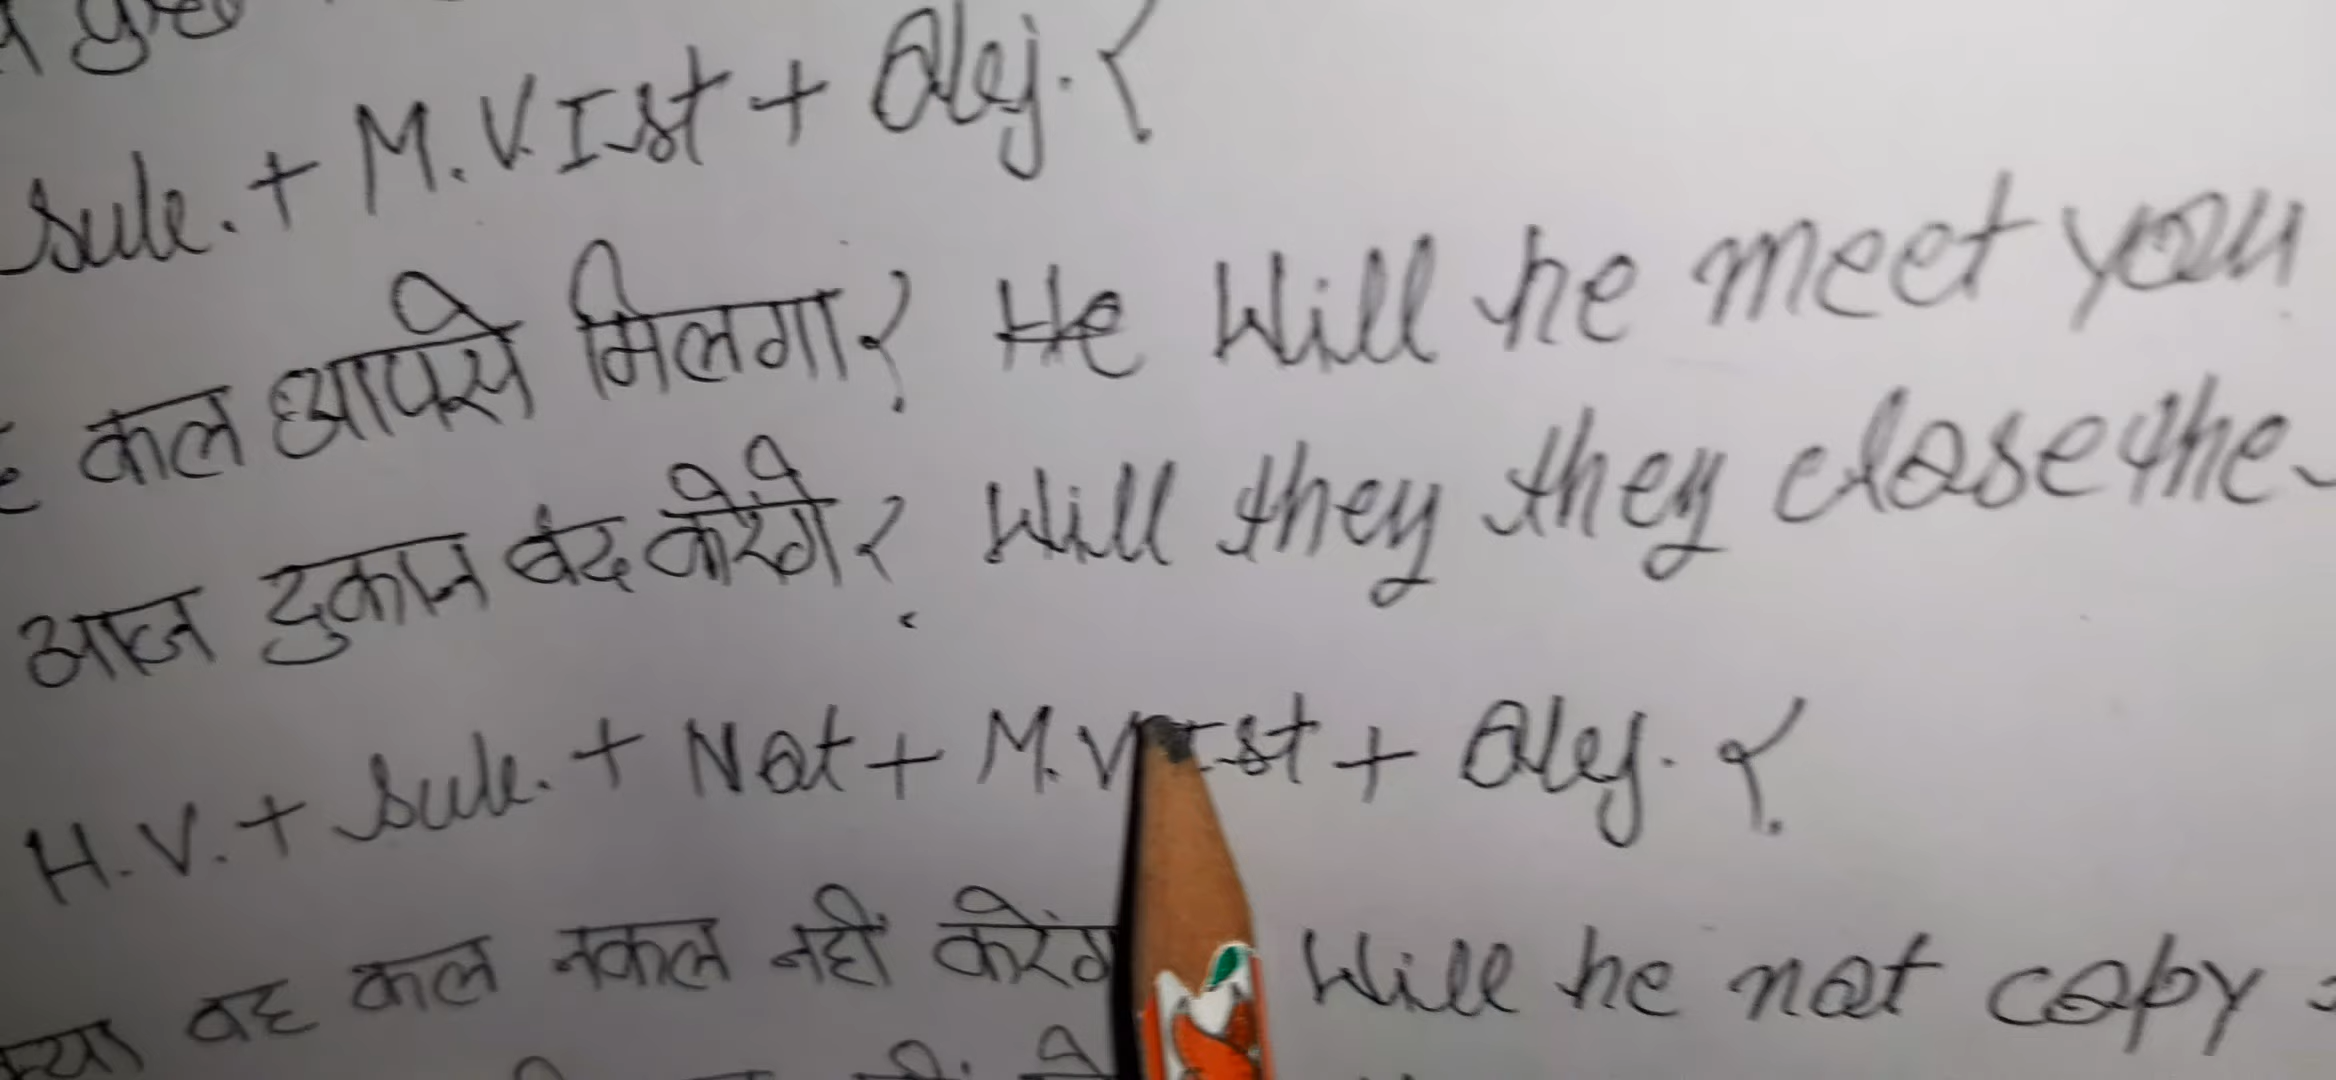 Sub. + M.V.Ist + Obj. ?
कल आपसे मिलगा? He Will he meet you
आज दुकान बंद करेगे? Will they they close the
H.V. + Sub. + Not + M.V Ist + Obj. ?
क्या वह कल नकल नही करेंग Will he not copy